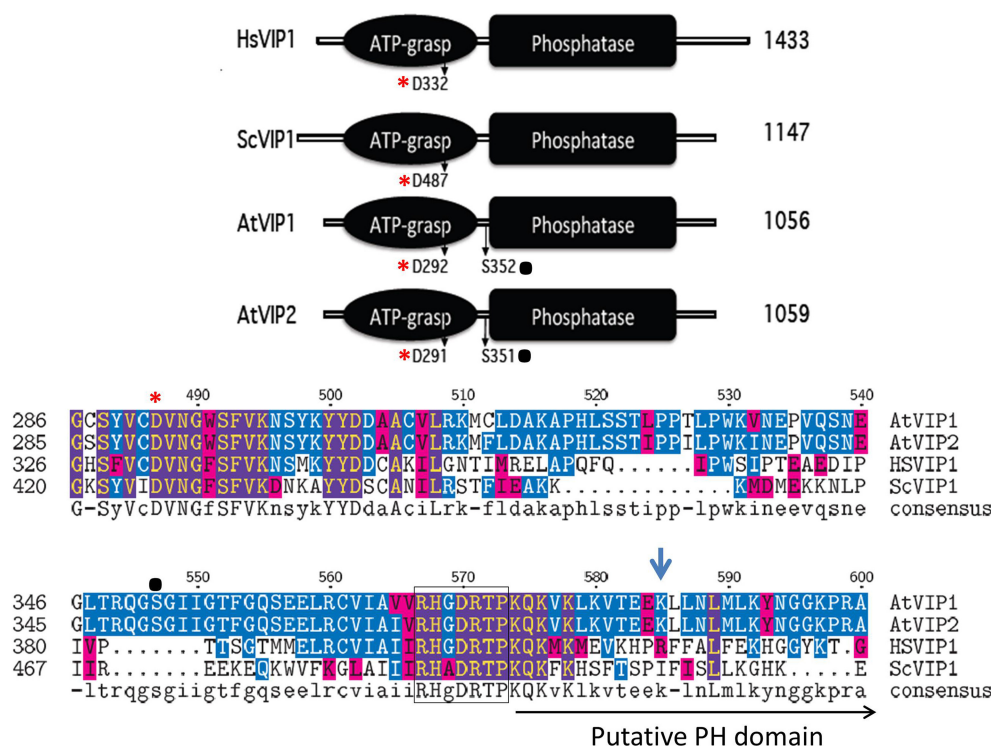 HsVIP1 ATP-grasp Phosphatase 1433
* D332
ScVIP1 ATP-grasp Phosphatase 1147
* D487
AtVIP1 ATP-grasp Phosphatase 1056
* D292 S352
AtVIP2 ATP-grasp Phosphatase 1059
* D291 S351
* 490 500 510 520 530 540
286 GCSYVCDVNGWSFVKNSYKYYDDAACVLRKMCLDAKAPHLSSTLPPTLPWKVNEPVQSNE AtVIP1
285 GSSYVCDVNGWSFVKNSYKYYDDAACVLRKMFLDAKAPHLSSTIPPILPWKINEPVQSNE AtVIP2
326 GHSFVCDVNGFSFVKNSMKYYDDCAKILGNTIMRELAPQFQ......IPWSIPTEAEDIP HSVIP1
420 GKSYVIDVNGFSFVKDNKAYYDSCANILRSTFIEAKK.............KMDMEKKNLP ScVIP1
G-SyVcDVNGfSFVKnsykYYDdaAciLrk-fldakaphlsstipp-lpwkineevqsne consensus
550 560 570 580 590 600
346 GLTRQGSGIIGTFGQSEELRCVIAVVRHGDRTPKQKVKLKVTEEKLLNLMLKYNGGKPRA AtVIP1
345 GLTRQGSGIIGTFGQSEELRCVIAIVRHGDRTPKQKVKLKVTEEKLLNLMLKYNGGKPRA AtVIP2
380 IVP.......TTSGTMMELRCVIAIIRHGDRTPKQKMKMEVKHPRFFALFEKHGGYKT.G HSVIP1
467 IIR.......EEKEQKWVFKGLAIIIRHADRTPKQKFKHSFTSPIFISLLKGHK.....E ScVIP1
-ltrqgsgiigtfgqseelrcviaiiRHgDRTPKQKvKlkvteek-lnLmlkynggkpra consensus
Putative PH domain